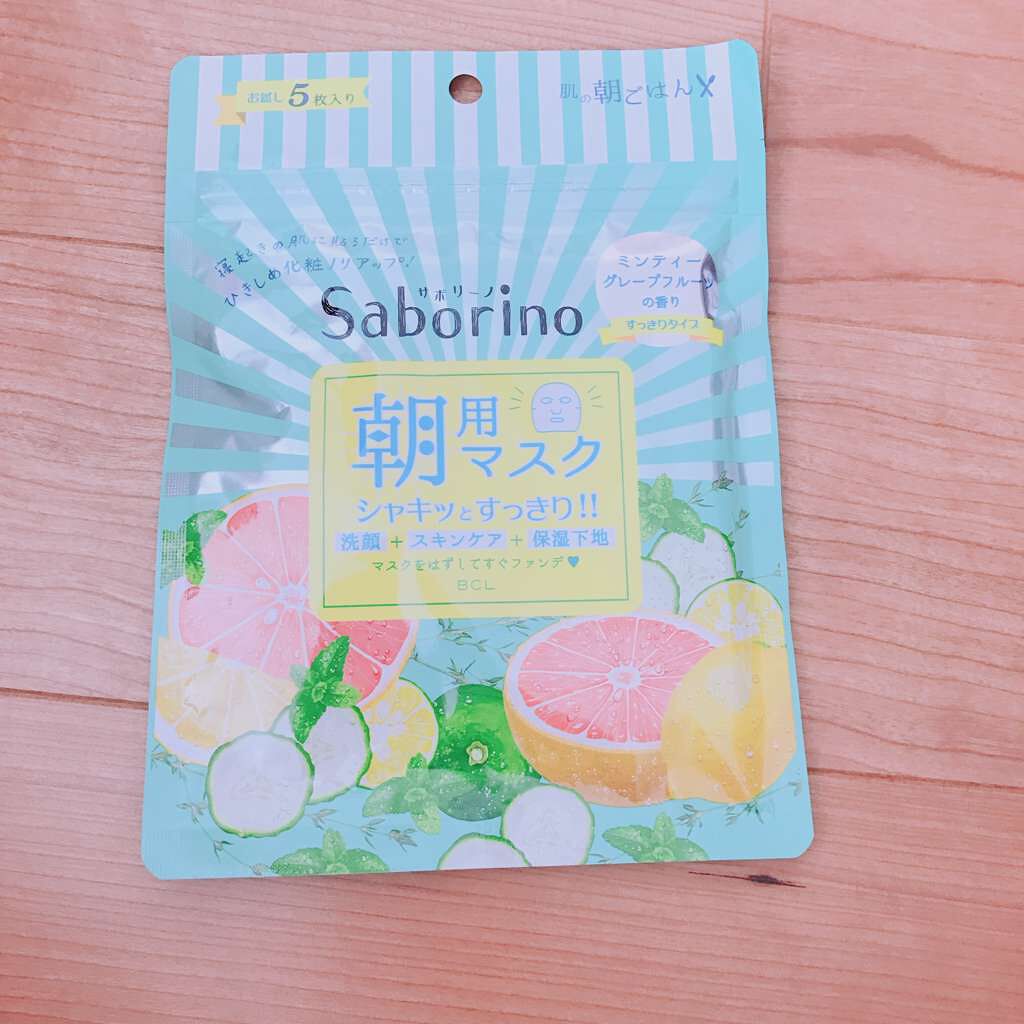 お試し 5枚入り
肌の朝ごはん
寝起きの肌に貼るだけで
ひきしめ化粧ノリアップ!
サボリーノ
Saborino
ミンティー
グレープフルーツ
の香り
すっきりタイプ
朝用マスク
シャキッとすっきり!!
洗顔 + スキンケア + 保湿下地
マスクをはずしてすぐファンデ♥
BCL